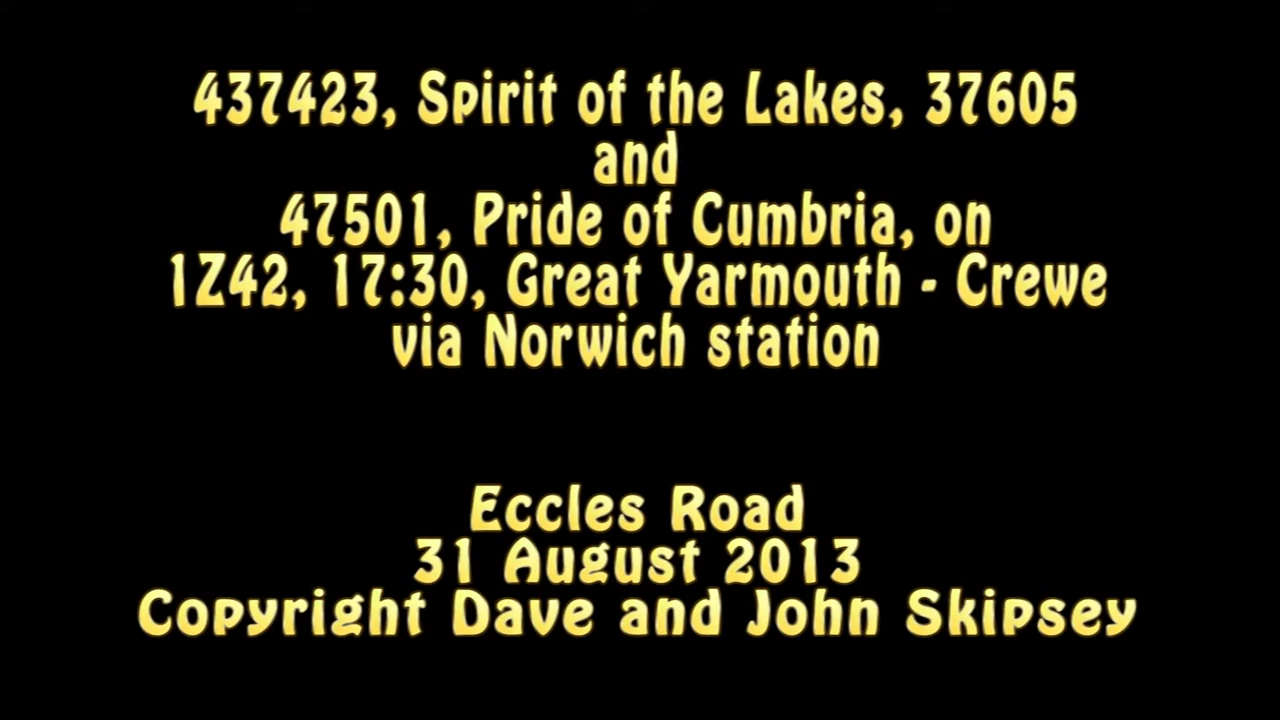 437423, Spirit of the Lakes, 37605
and
47501, Pride of Cumbria, on
1Z42, 17:30, Great Yarmouth - Crewe
via Norwich station
Eccles Road
31 August 2013
Copyright Dave and John Skipsey